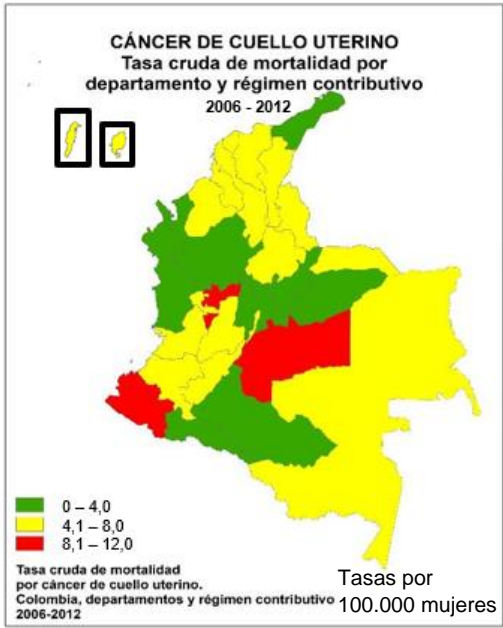 CÁNCER DE CUELLO UTERINO
Tasa cruda de mortalidad por
departamento y régimen contributivo
2006 - 2012
0 – 4,0
4,1 – 8,0
8,1 – 12,0
Tasa cruda de mortalidad
por cáncer de cuello uterino.
Colombia, departamentos y régimen contributivo
2006-2012
Tasas por
100.000 mujeres